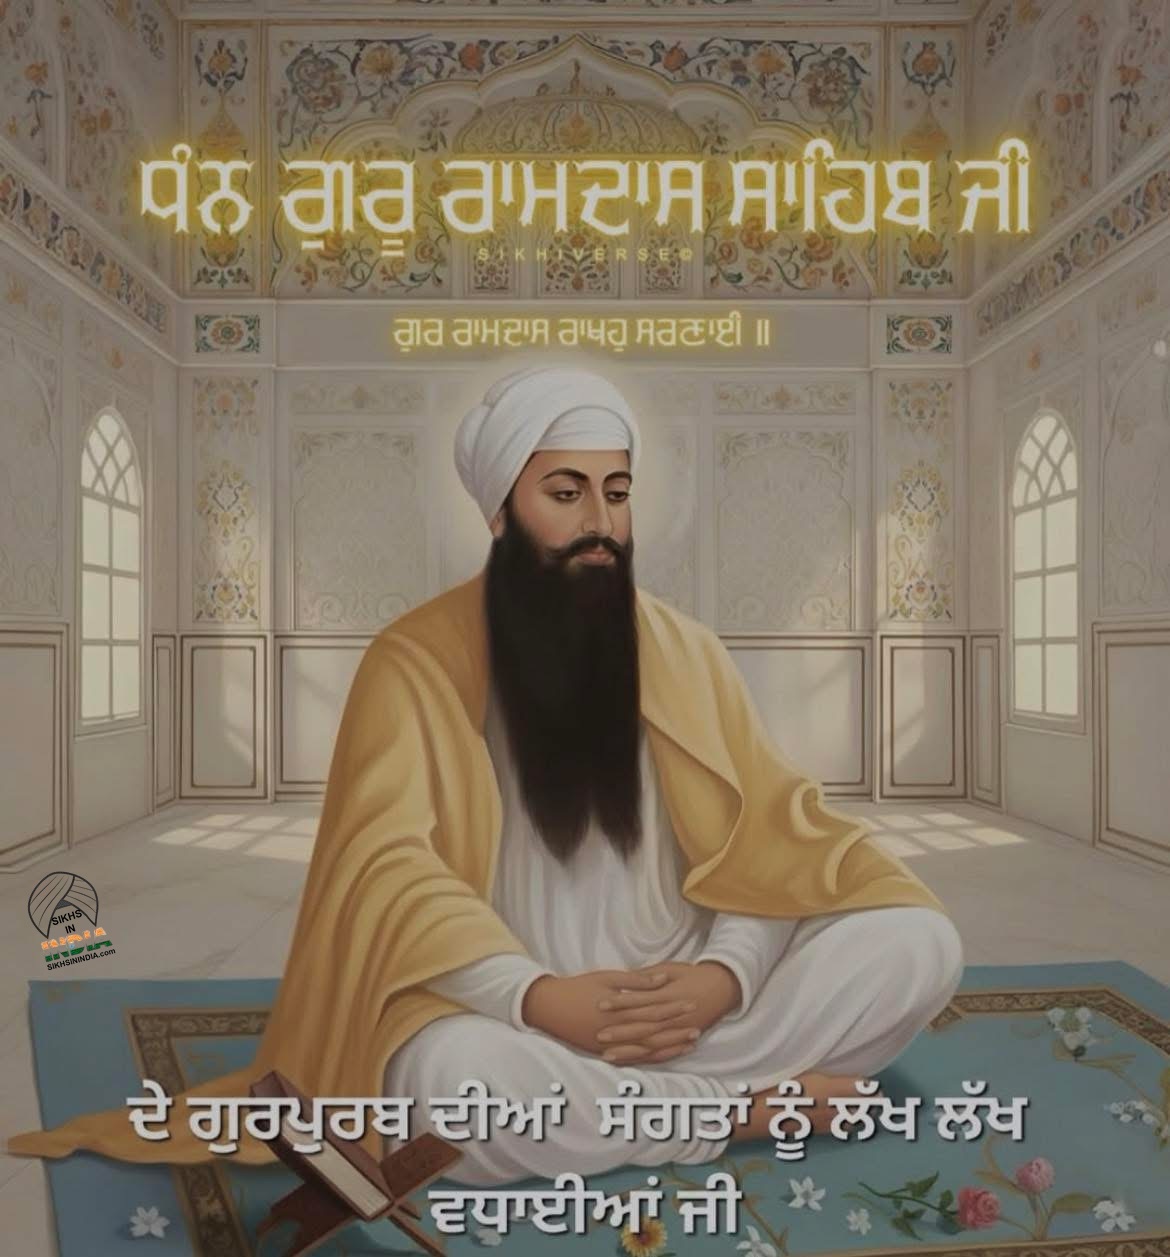 ਧੰਨ ਗੁਰੂ ਰਾਮਦਾਸ ਸਾਹਿਬ ਜੀ
SIKHIVERSE©
ਗੁਰ ਰਾਮਦਾਸ ਰਾਖਹੁ ਸਰਣਾਈ ॥
SIKHS
IN
INDIA
SIKHSININDIA.com
ਦੇ ਗੁਰਪੁਰਬ ਦੀਆਂ ਸੰਗਤਾਂ ਨੂੰ ਲੱਖ ਲੱਖ
ਵਧਾਈਆਂ ਜੀ